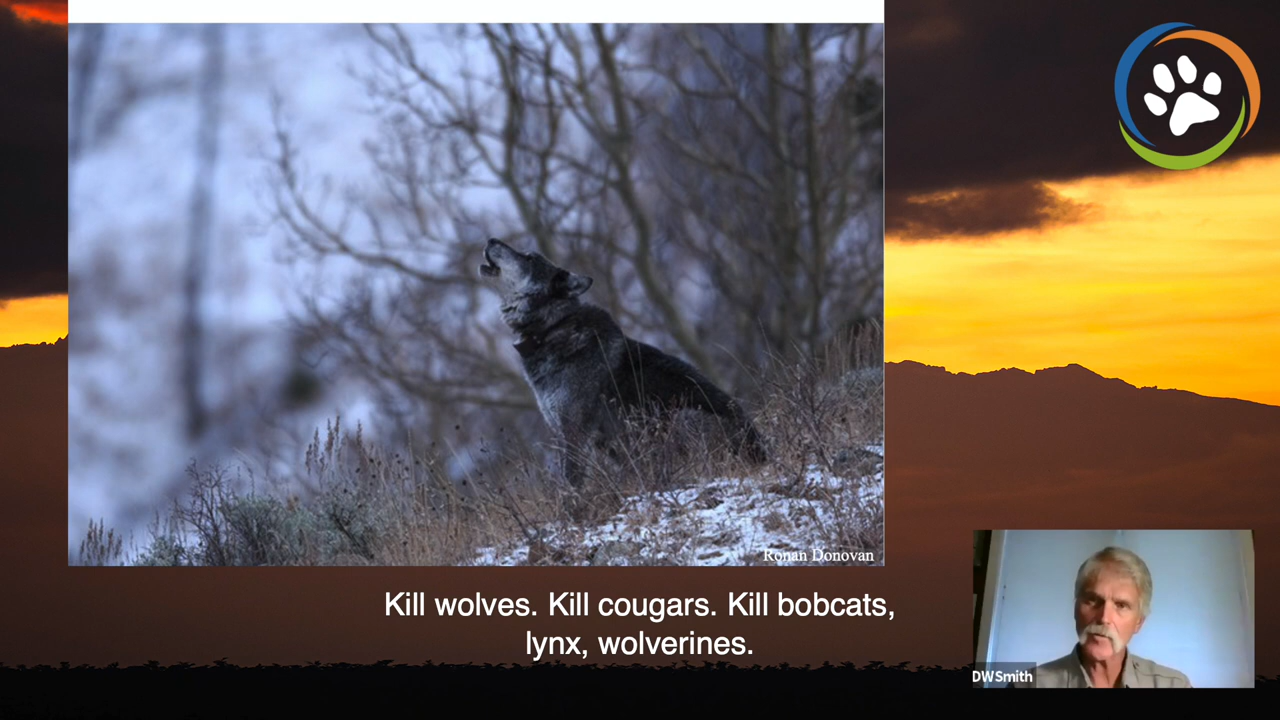 Ronan Donovan
Kill wolves. Kill cougars. Kill bobcats,
lynx, wolverines.
DWSmith